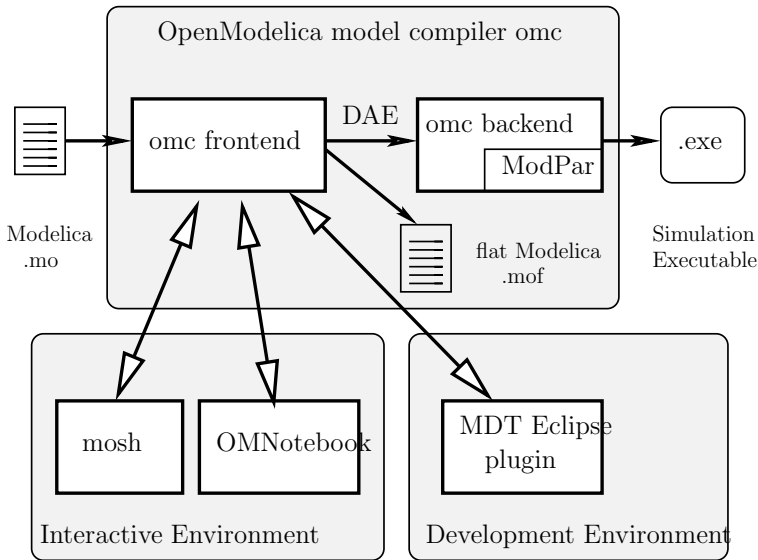 OpenModelica model compiler omc
omc frontend
DAE
omc backend
ModPar
.exe
Modelica
.mo
flat Modelica
.mof
Simulation
Executable
mosh
OMNotebook
MDT Eclipse
plugin
Interactive Environment
Development Environment